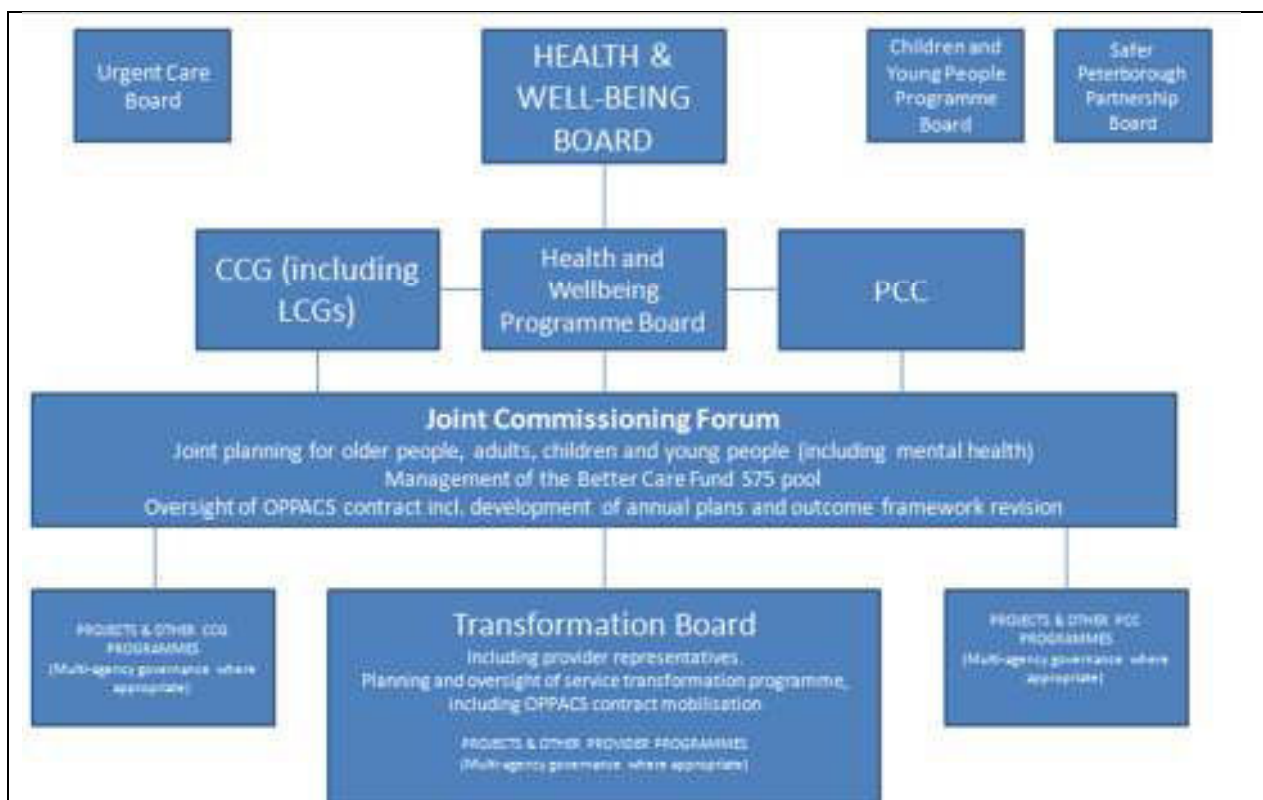 Urgent Care
Board
HEALTH &
WELL-BEING
BOARD
Children and
Young People
Programme
Board
Safer
Peterborough
Partnership
Board
CCG (including
LCGs)
Health and
Wellbeing
Programme Board
PCC
Joint Commissioning Forum
Joint planning for older people, adults, children and young people (including mental health)
Management of the Better Care Fund S75 pool
Oversight of OPPACS contract incl. development of annual plans and outcome framework revision
PROJECTS & OTHER CCG
PROGRAMMES
(Multi-agency governance where
appropriate)
Transformation Board
Including provider representatives.
Planning and oversight of service transformation programme,
including OPPACS contract mobilisation
PROJECTS & OTHER PROVIDER PROGRAMMES
(Multi-agency governance where appropriate)
PROJECTS & OTHER PCC
PROGRAMMES
(Multi-agency governance where
appropriate)